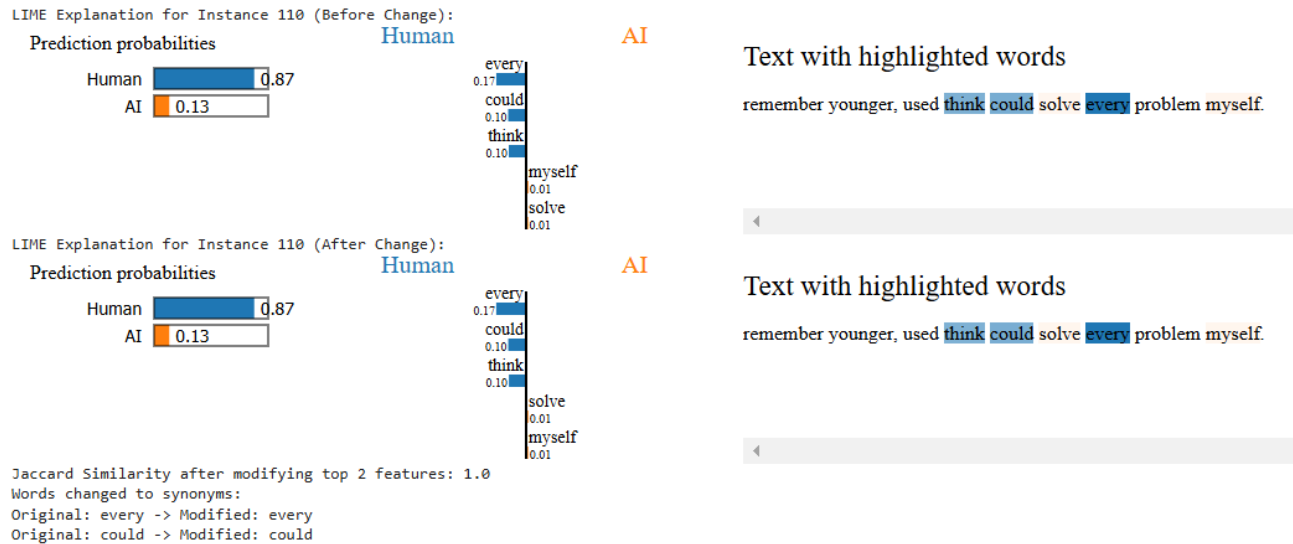 LIME Explanation for Instance 110 (Before Change):
Prediction probabilities
Human 0.87
AI 0.13
Human AI
every
0.17
could
0.10
think
0.10
myself
0.01
solve
0.01
Text with highlighted words
remember younger, used think could solve every problem myself.
LIME Explanation for Instance 110 (After Change):
Prediction probabilities
Human 0.87
AI 0.13
Human AI
every
0.17
could
0.10
think
0.10
solve
0.01
myself
0.01
Text with highlighted words
remember younger, used think could solve every problem myself.
Jaccard Similarity after modifying top 2 features: 1.0
Words changed to synonyms:
Original: every -> Modified: every
Original: could -> Modified: could